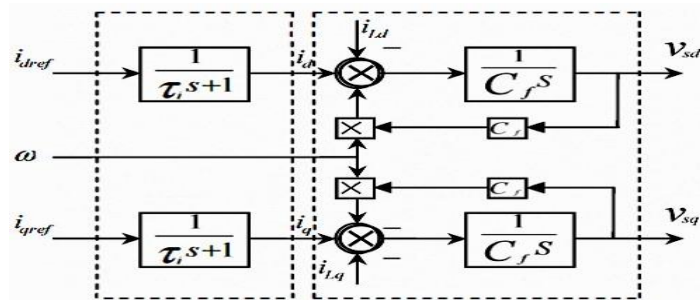 i_Ld −
i_dref 1/(τ_i s+1) i_d 1/(C_f s) v_sd
× C_f
ω
× C_f
i_qref 1/(τ_i s+1) i_q − 1/(C_f s) v_sq
i_Lq −